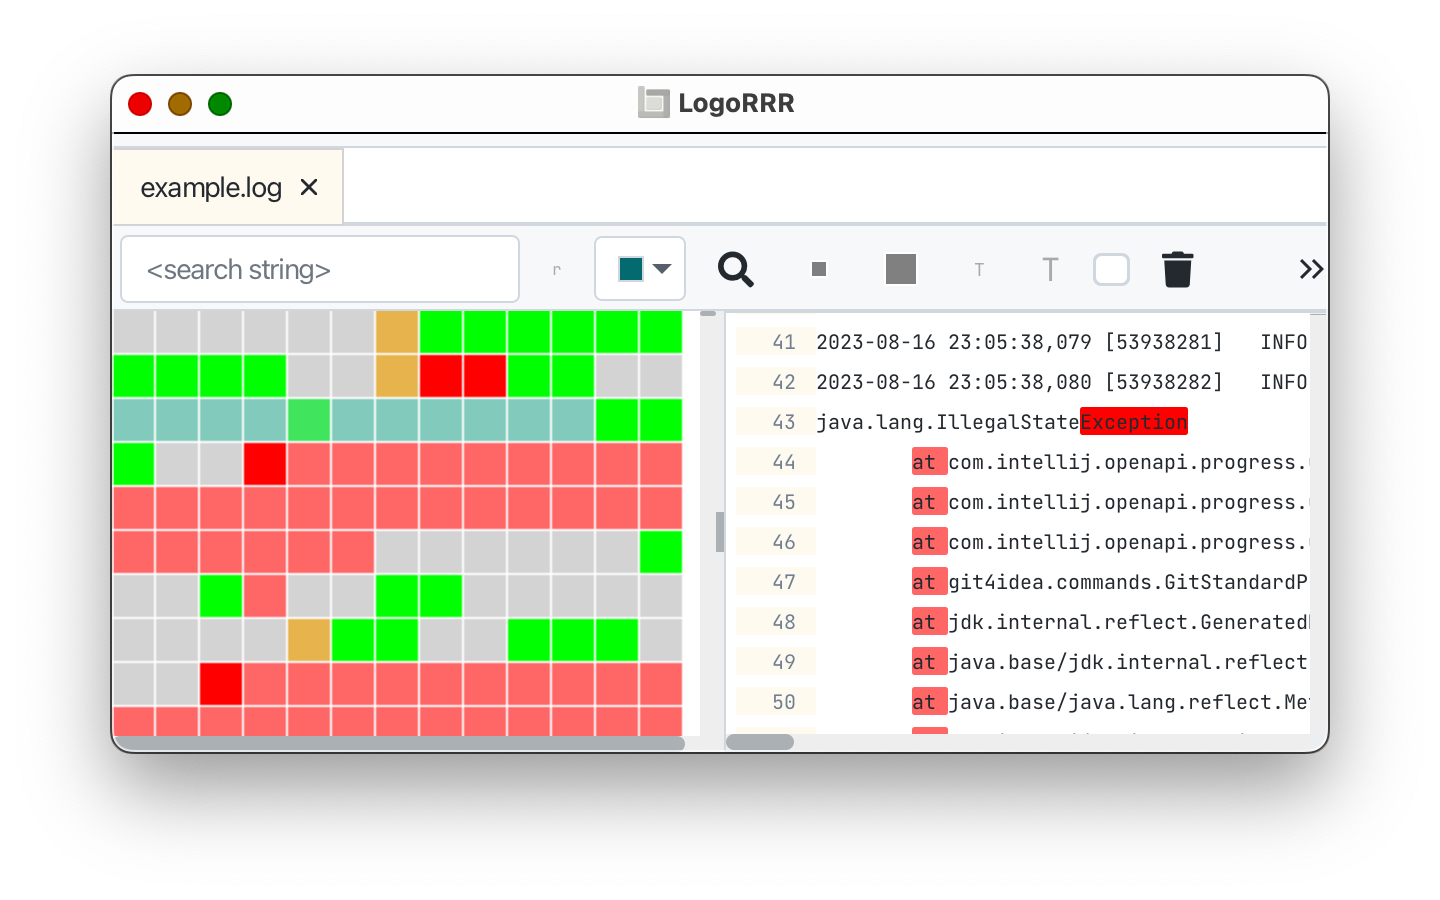 LogoRRR
example.log
<search string>
r
T
T
41 2023-08-16 23:05:38,079 [53938281] INFO
42 2023-08-16 23:05:38,080 [53938282] INFO
43 java.lang.IllegalStateException
44 at com.intellij.openapi.progress.
45 at com.intellij.openapi.progress.
46 at com.intellij.openapi.progress.
47 at git4idea.commands.GitStandardP
48 at jdk.internal.reflect.Generated
49 at java.base/jdk.internal.reflect
50 at java.base/java.lang.reflect.Me